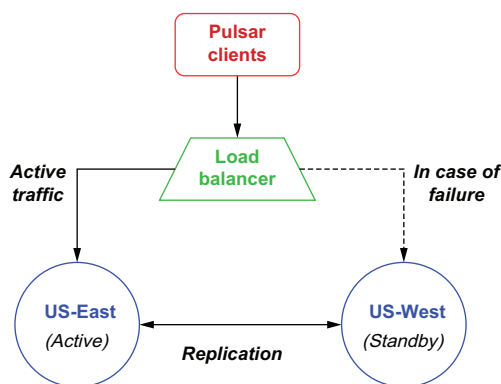 Pulsar
clients
Load
balancer
Active
traffic
In case of
failure
US-East
(Active)
US-West
(Standby)
Replication